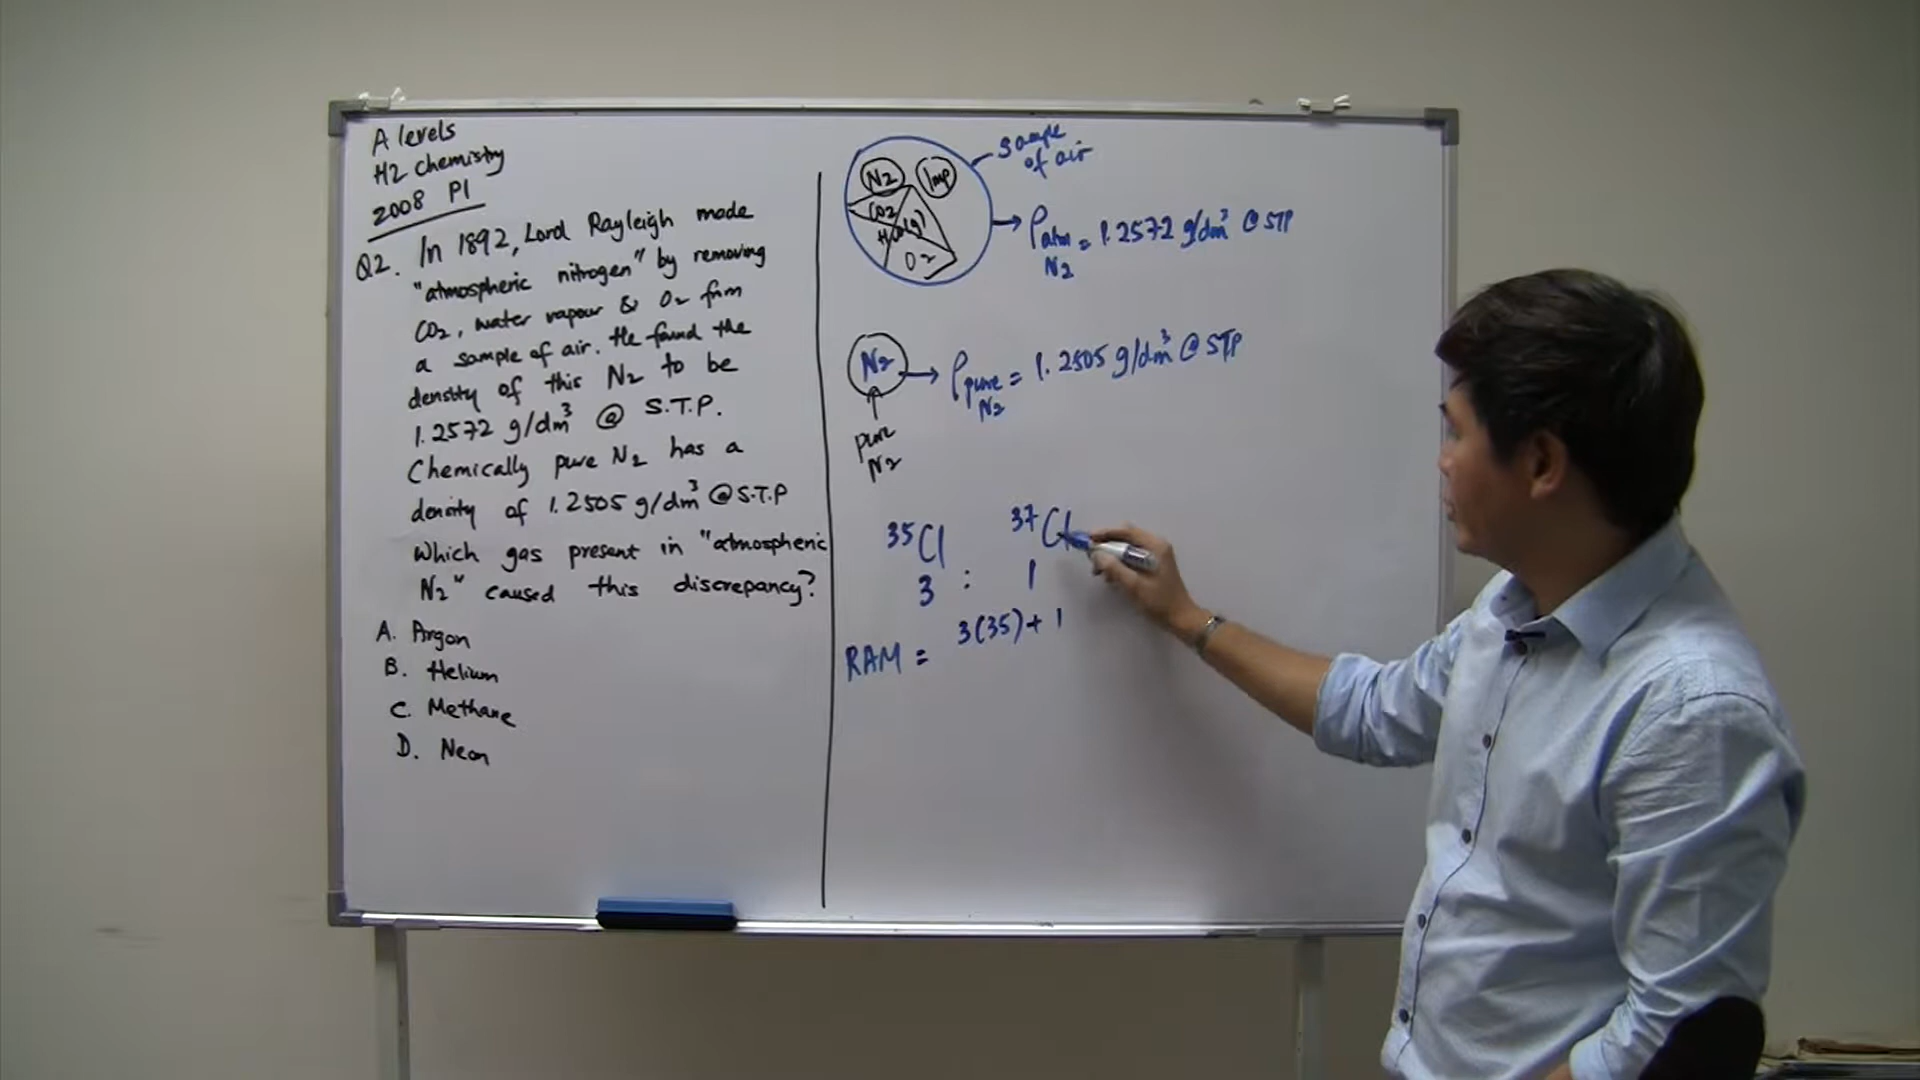 A levels
H2 Chemistry
2008 P1
Q2. In 1892, Lord Rayleigh made
"atmospheric nitrogen" by removing
CO2, water vapour & O2 from
a sample of air. He found the
density of this N2 to be
1.2572 g/dm³ @ S.T.P.
Chemically pure N2 has a
density of 1.2505 g/dm³ @ S.T.P
Which gas present in "atmospheric
N2" caused this discrepancy?
A. Argon
B. Helium
C. Methane
D. Neon
sample
of air
N2 Imp
CO2
H2O(g)
O2
ρatm N2 = 1.2572 g/dm³ @ STP
N2
ρpure N2 = 1.2505 g/dm³ @ STP
pure
N2
³⁵Cl ³⁷Cl
3 : 1
RAM = 3(35) + 1